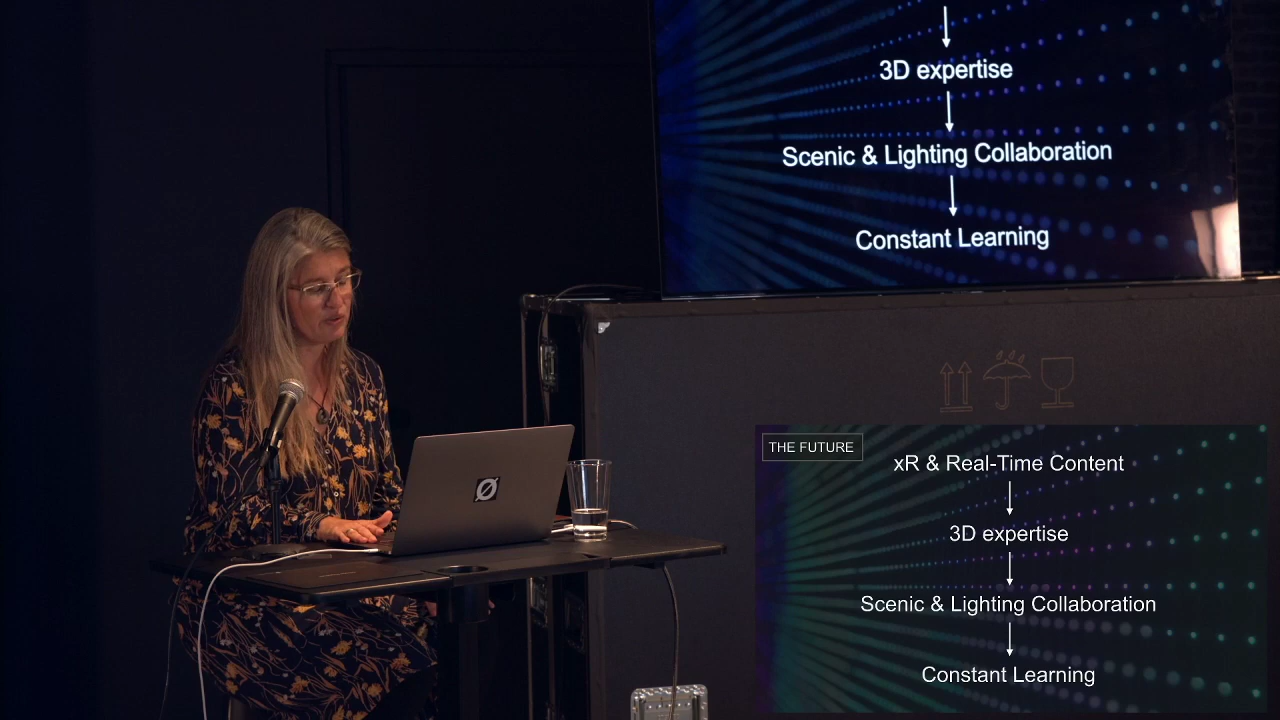 3D expertise
Scenic & Lighting Collaboration
Constant Learning
THE FUTURE
xR & Real-Time Content
3D expertise
Scenic & Lighting Collaboration
Constant Learning